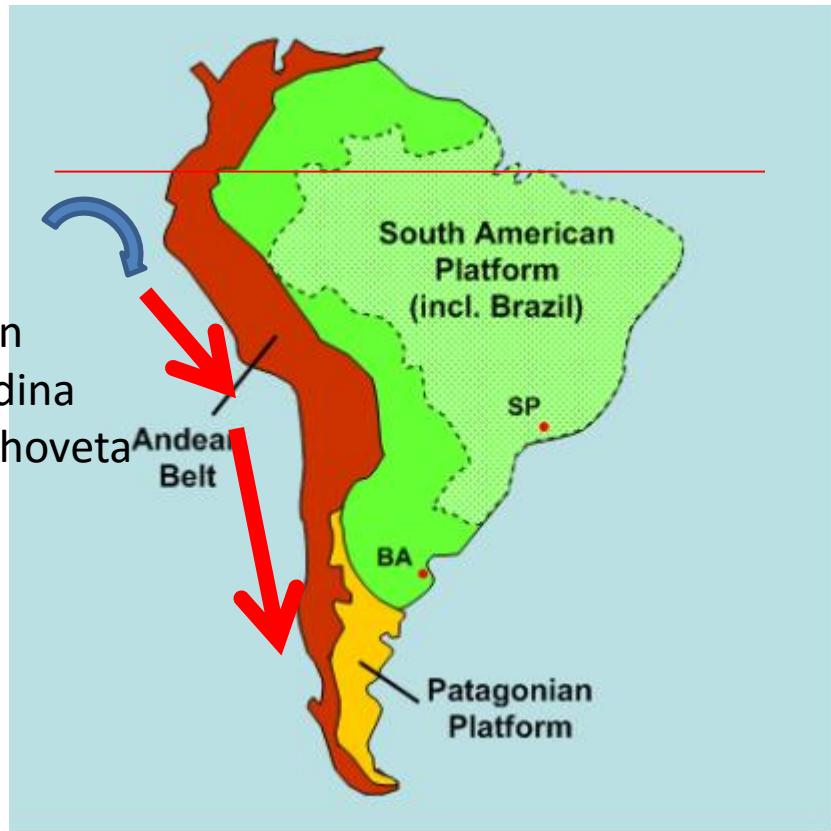 South American
Platform
(incl. Brazil)
n
dina
hoveta
Andean
Belt
SP
BA
Patagonian
Platform